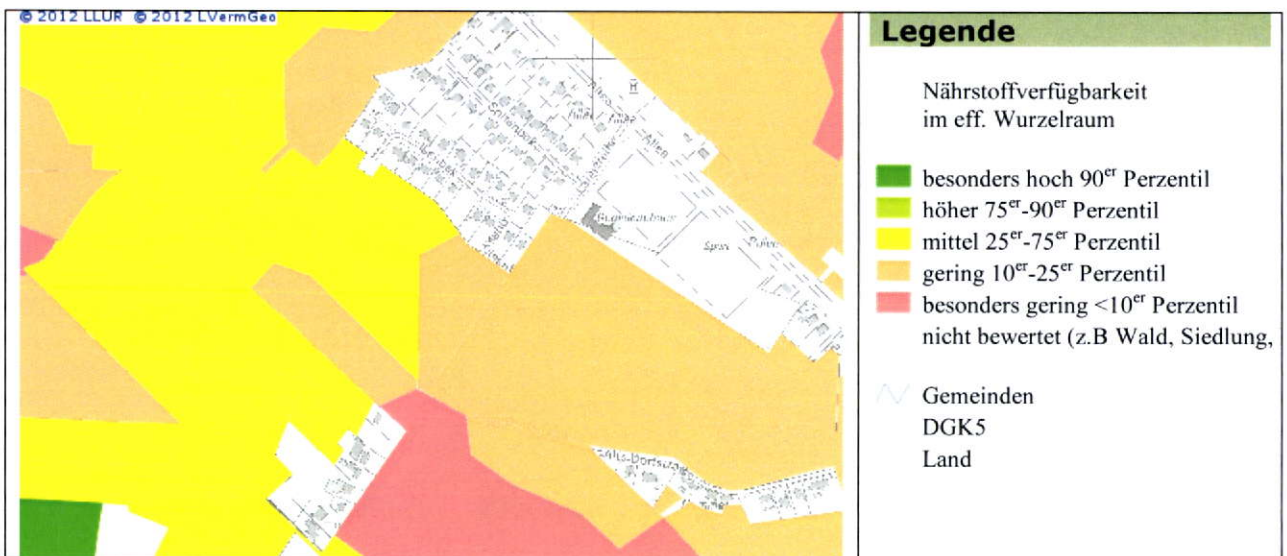 © 2012 LLUR © 2012 LVermGeo
Legende
Nährstoffverfügbarkeit
im eff. Wurzelraum
besonders hoch 90er Perzentil
höher 75er-90er Perzentil
mittel 25er-75er Perzentil
gering 10er-25er Perzentil
besonders gering <10er Perzentil
nicht bewertet (z.B Wald, Siedlung,
Gemeinden
DGK5
Land
H
Allee